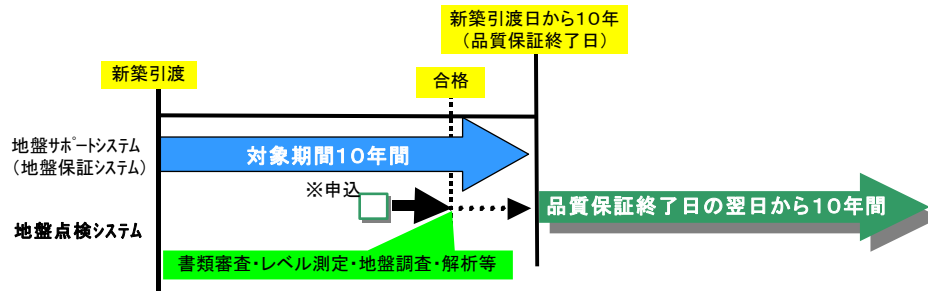 新築引渡日から10年
(品質保証終了日)
新築引渡
合格
地盤サポートシステム
(地盤保証システム)
対象期間10年間
※申込
地盤点検システム
品質保証終了日の翌日から10年間
書類審査・レベル測定・地盤調査・解析等